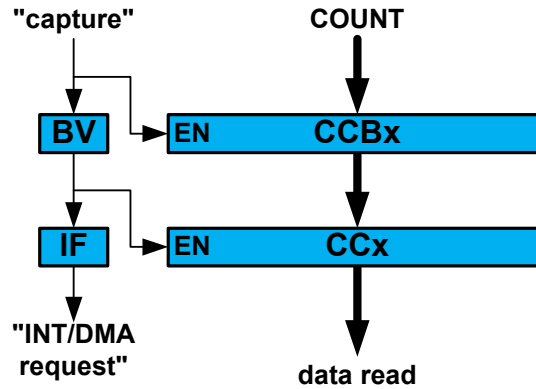 "capture"
COUNT
BV
EN
CCBx
IF
EN
CCx
"INT/DMA
request"
data read